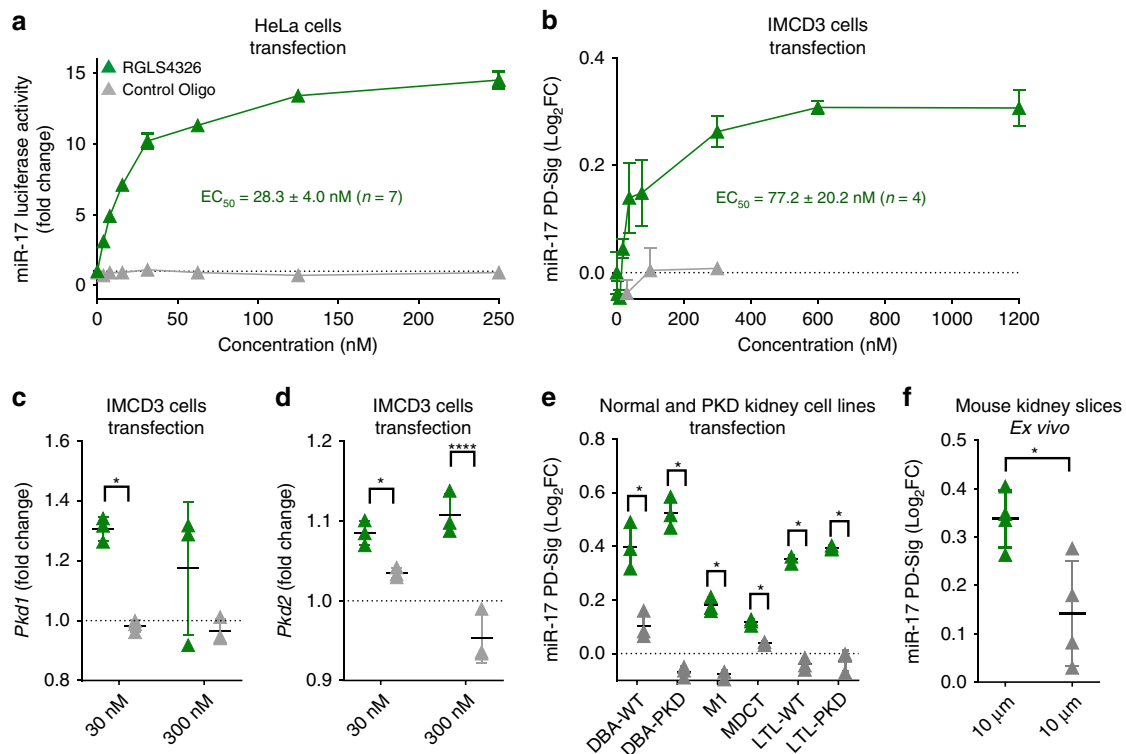 a
HeLa cells
transfection
RGLS4326
Control Oligo
miR-17 luciferase activity
(fold change)
15
10
5
1
0
EC50 = 28.3 ± 4.0 nM (n = 7)
0 50 100 150 200 250
Concentration (nM)
b
IMCD3 cells
transfection
miR-17 PD-Sig (Log2FC)
0.4
0.2
0.0
EC50 = 77.2 ± 20.2 nM (n = 4)
0 200 400 600 800 1000 1200
Concentration (nM)
c
IMCD3 cells
transfection
Pkd1 (fold change)
1.6
1.4
1.2
1.0
0.8
*
30 nM 300 nM
d
IMCD3 cells
transfection
Pkd2 (fold change)
1.2
1.1
1.0
0.9
* ****
30 nM 300 nM
e
Normal and PKD kidney cell lines
transfection
miR-17 PD-Sig (Log2FC)
0.8
0.6
0.4
0.2
0.0
* * * * * *
DBA-WT DBA-PKD M1 MDCT LTL-WT LTL-PKD
f
Mouse kidney slices
Ex vivo
miR-17 PD-Sig (Log2FC)
0.5
0.4
0.3
0.2
0.1
0.0
*
10 μm 10 μm